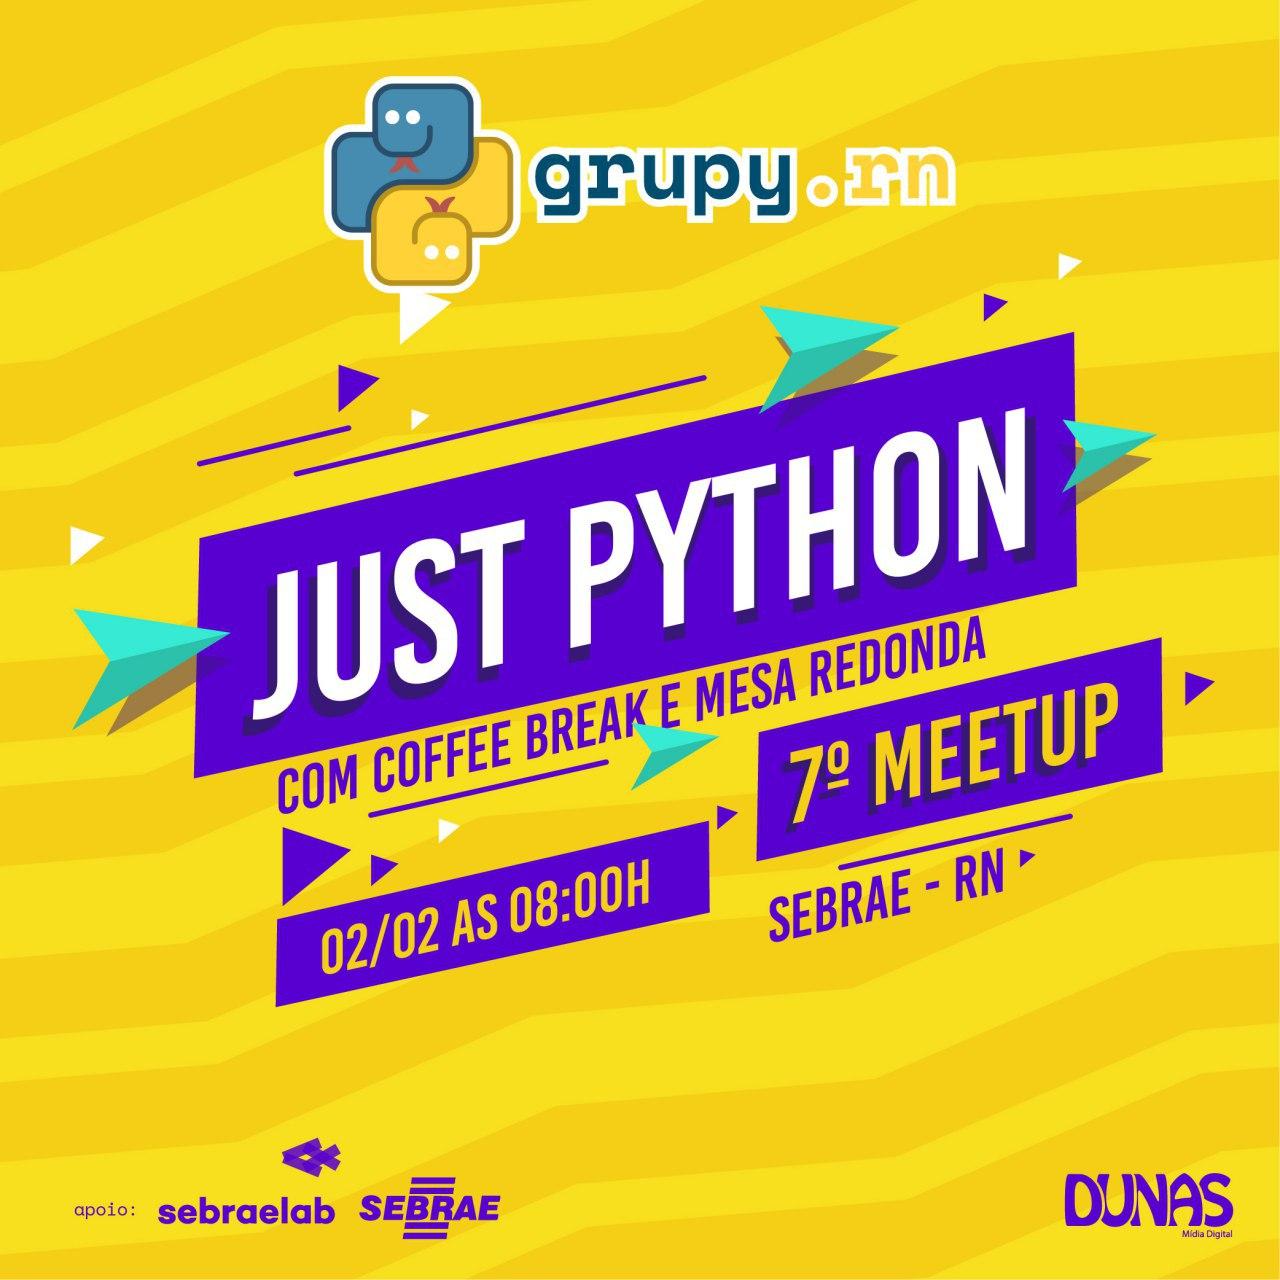 grupy.rn
JUST PYTHON
COM COFFEE BREAK E MESA REDONDA
7º MEETUP
02/02 AS 08:00H
SEBRAE - RN
apoio: sebraelab SEBRAE
DUNAS
Mídia Digital